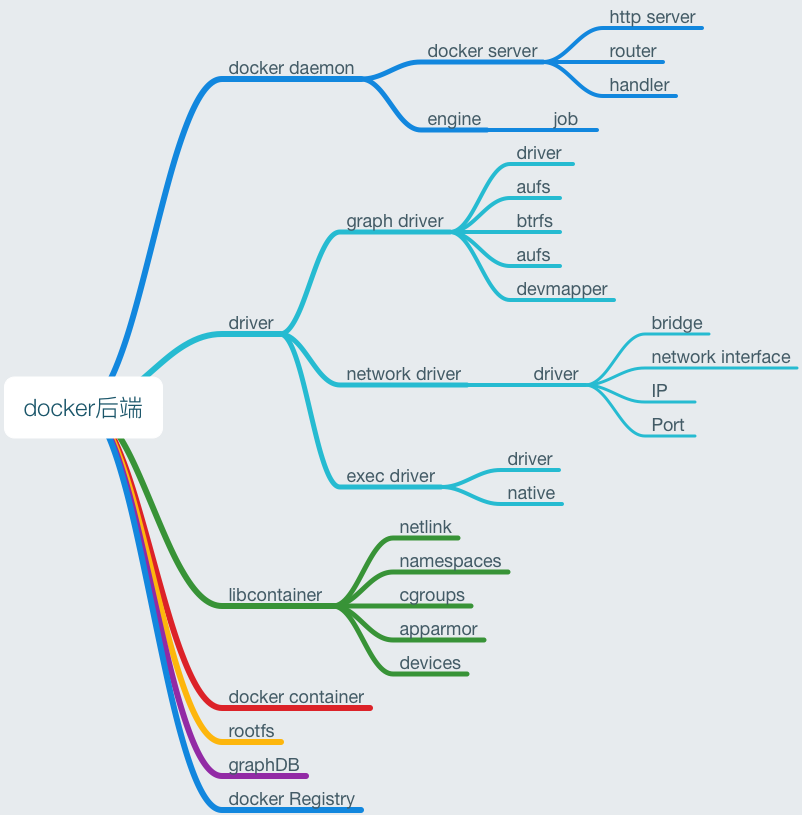 http server
docker server
router
docker daemon
handler
engine
job
driver
aufs
graph driver
btrfs
aufs
devmapper
driver
bridge
network interface
network driver
driver
IP
docker后端
Port
driver
exec driver
native
netlink
namespaces
libcontainer
cgroups
apparmor
devices
docker container
rootfs
graphDB
docker Registry